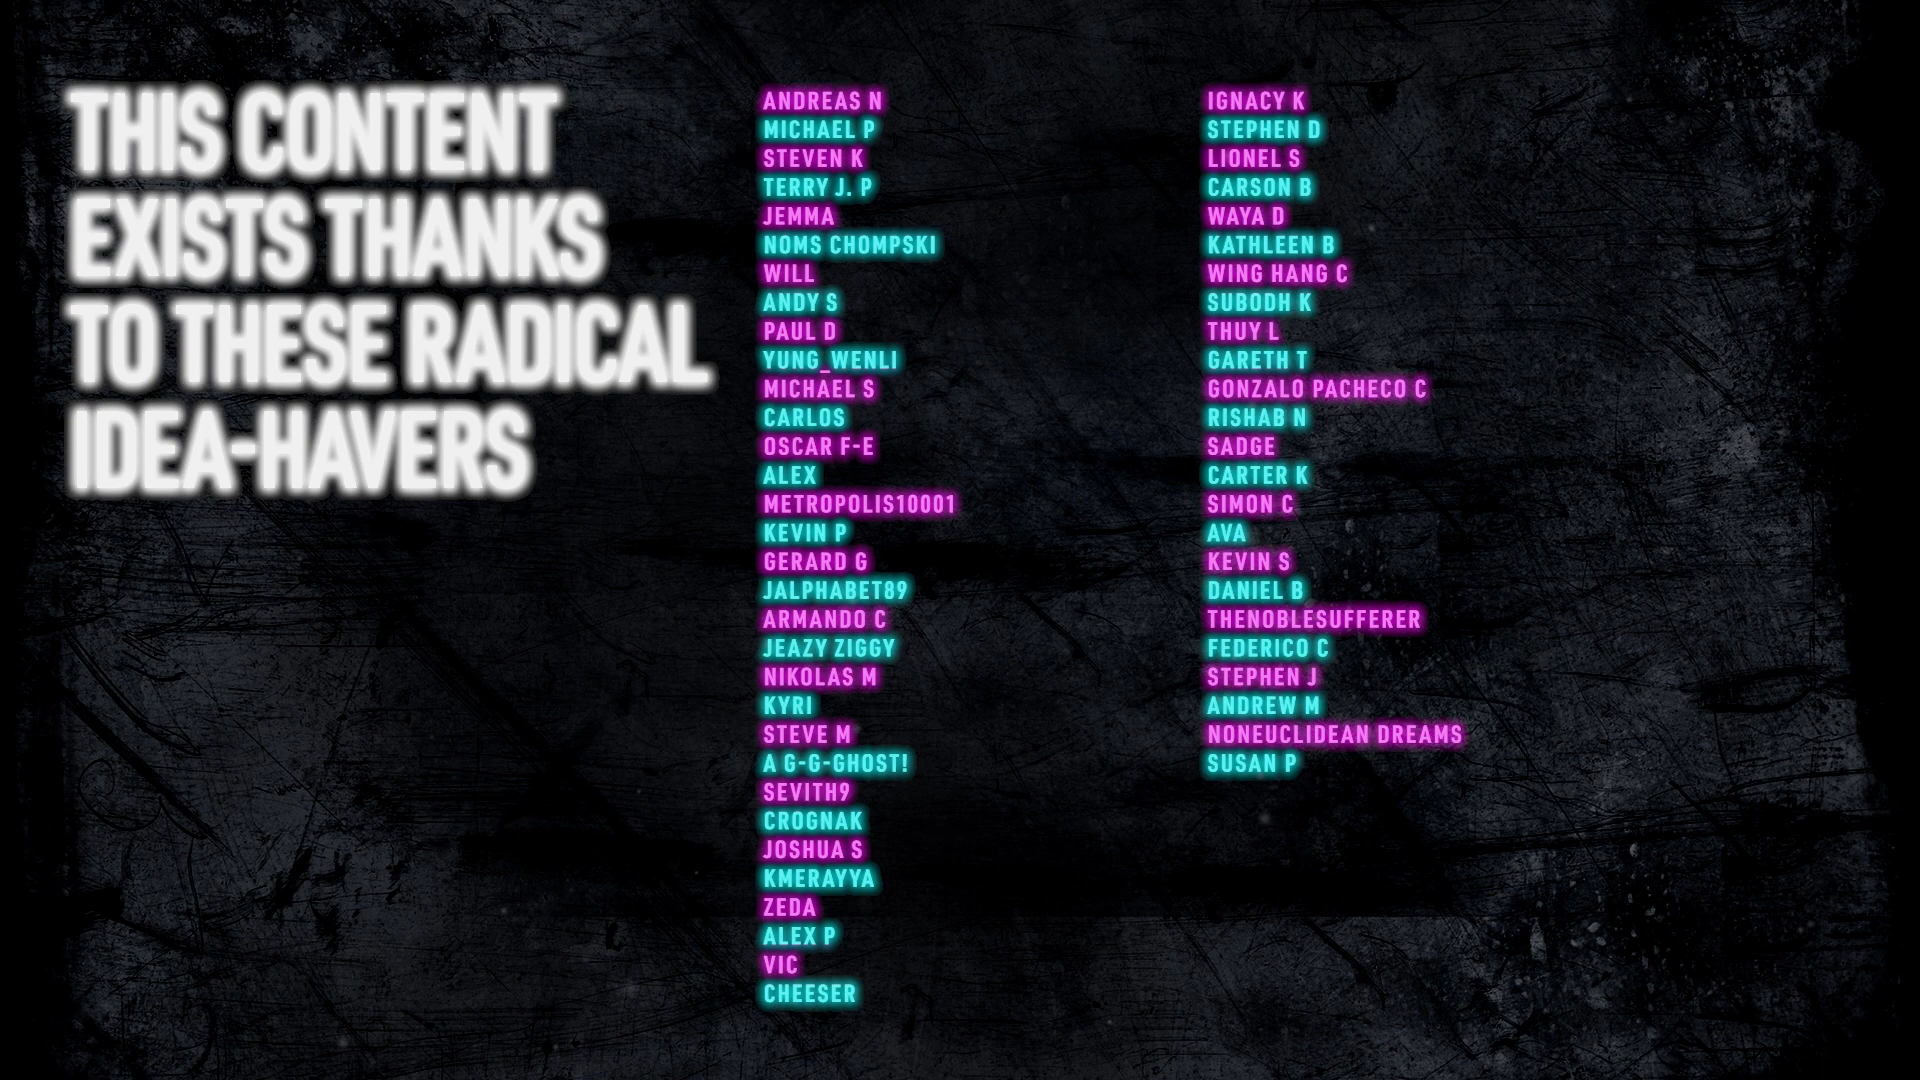 THIS CONTENT
EXISTS THANKS
TO THESE RADICAL
IDEA-HAVERS
ANDREAS N
MICHAEL P
STEVEN K
TERRY J. P
JEMMA
NOMS CHOMPSKI
WILL
ANDY S
PAUL D
YUNG_WENLI
MICHAEL S
CARLOS
OSCAR F-E
ALEX
METROPOLIS10001
KEVIN P
GERARD G
JALPHABET89
ARMANDO C
JEAZY ZIGGY
NIKOLAS M
KYRI
STEVE M
A G-G-GHOST!
SEVITH9
CROGNAK
JOSHUA S
KMERAYYA
ZEDA
ALEX P
VIC
CHEESER
IGNACY K
STEPHEN D
LIONEL S
CARSON B
WAYA D
KATHLEEN B
WING HANG C
SUBODH K
THUY L
GARETH T
GONZALO PACHECO C
RISHAB N
SADGE
CARTER K
SIMON C
AVA
KEVIN S
DANIEL B
THENOBLESUFFERER
FEDERICO C
STEPHEN J
ANDREW M
NONEUCLIDEAN DREAMS
SUSAN P